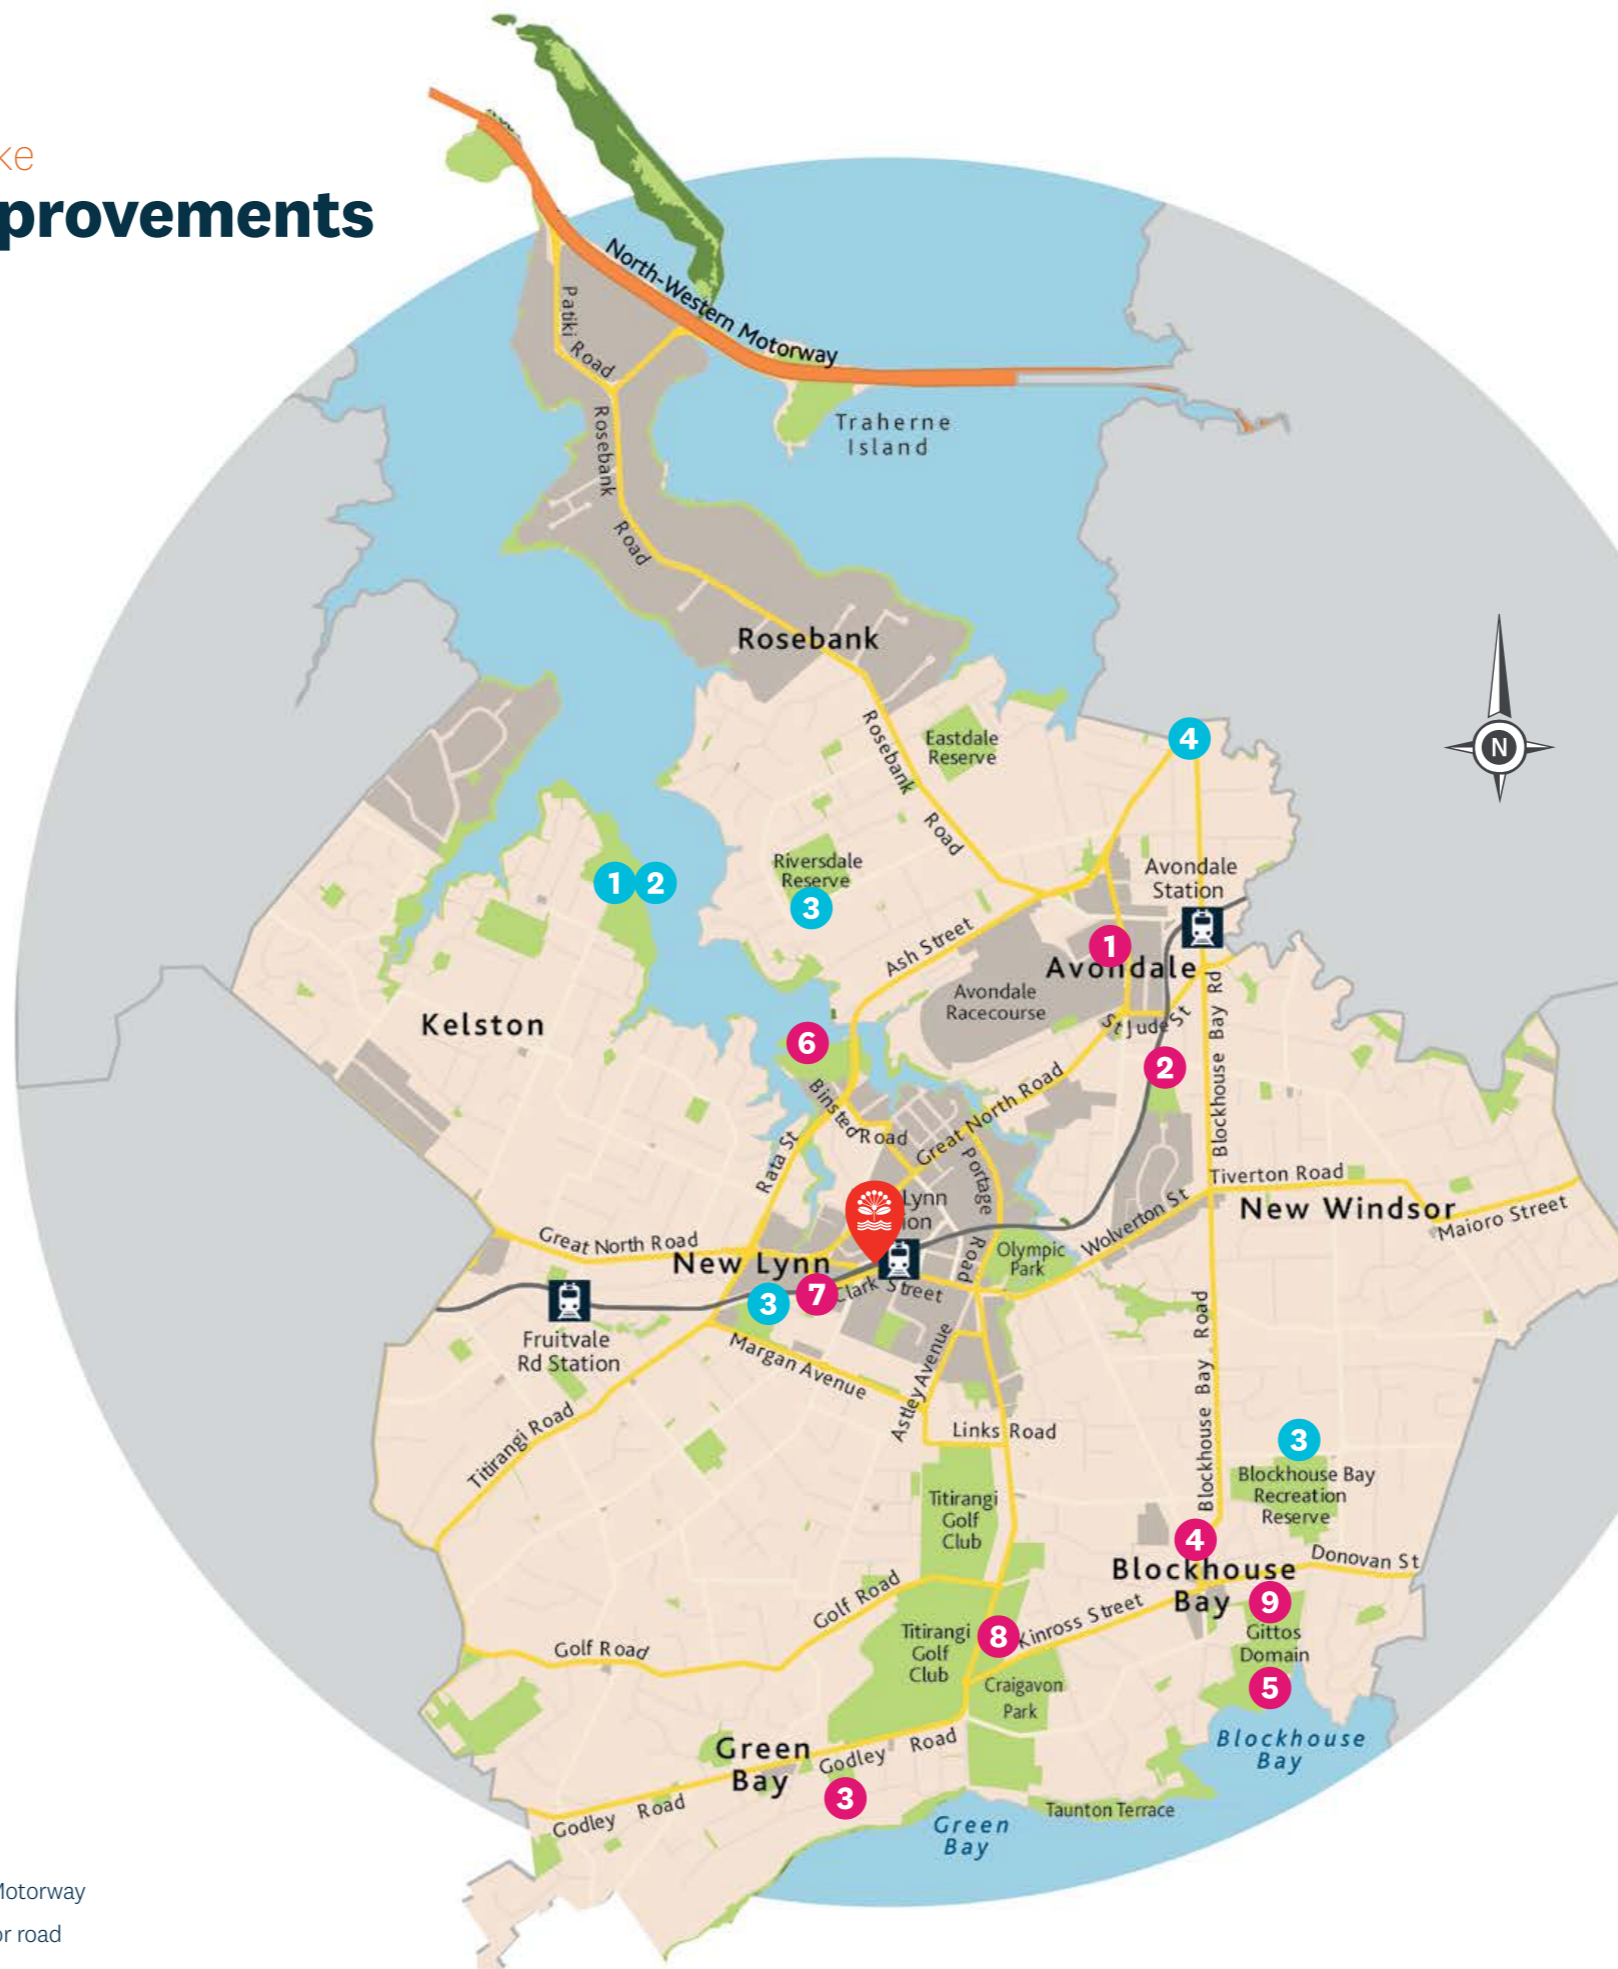 ke
provements
North-Western Motorway
Patiki Road
Traherne
Island
Rosebank
Road
Rosebank
Rosebank
Road
Eastdale
Reserve
4
Riversdale
Reserve
3
1 2
Avondale
Station
Ash Street
1
Avondale
Avondale
Racecourse
St Jude St
Blockhouse Bay Rd
Kelston
6
2
Binsted Road
Great North Road
Rata St
Portage
Road
Tiverton Road
New Windsor
Maioro Street
Wolverton St
Lynn
ion
Great North Road
New Lynn
Olympic
Park
3
7
Clark Street
Fruitvale
Rd Station
Margan Avenue
Astley Avenue
Links Road
Titirangi Road
Blockhouse Bay Road
3
Blockhouse Bay
Recreation
Reserve
Titirangi
Golf
Club
4
Blockhouse
Bay
Donovan St
9
Gittos
Domain
5
Golf Road
Golf Road
Titirangi
Golf
Club
8
Kinross Street
Craigavon
Park
Blockhouse
Bay
Green
Bay
Godley Road
3
Godley Road
Taunton Terrace
Green
Bay
N
Motorway
or road